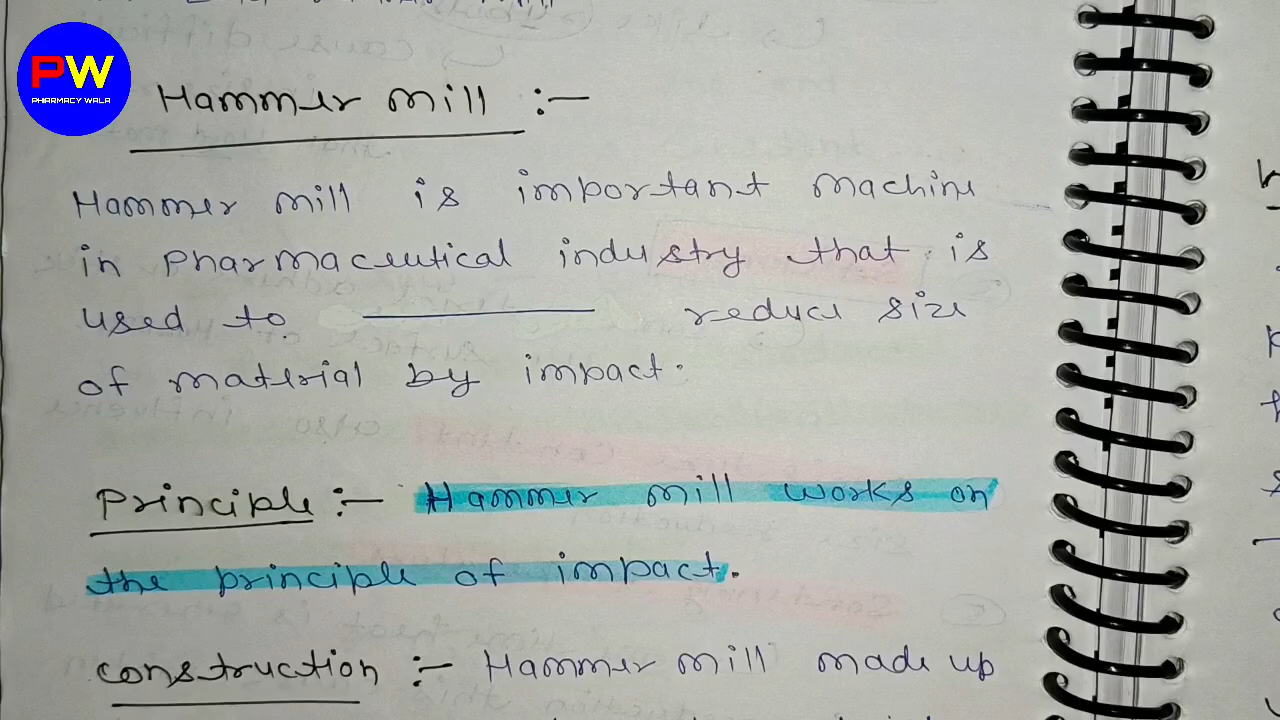 PW
PHARMACY WALA
Hammer mill :-
Hammer mill is important machine
in Pharmaceutical industry that is
used to. ——— reduce size
of material by impact.
Principle :- Hammer mill works on
the principle of impact.
construction :- Hammer mill made up